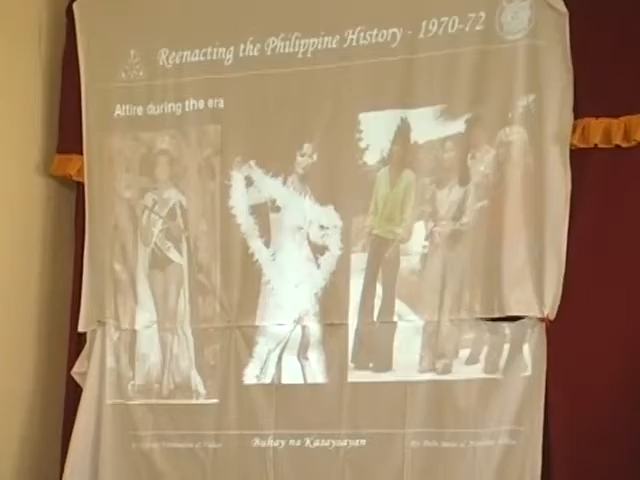 Reenacting the Philippine History - 1970-72
Attire during the era
Buhay na Kasaysayan